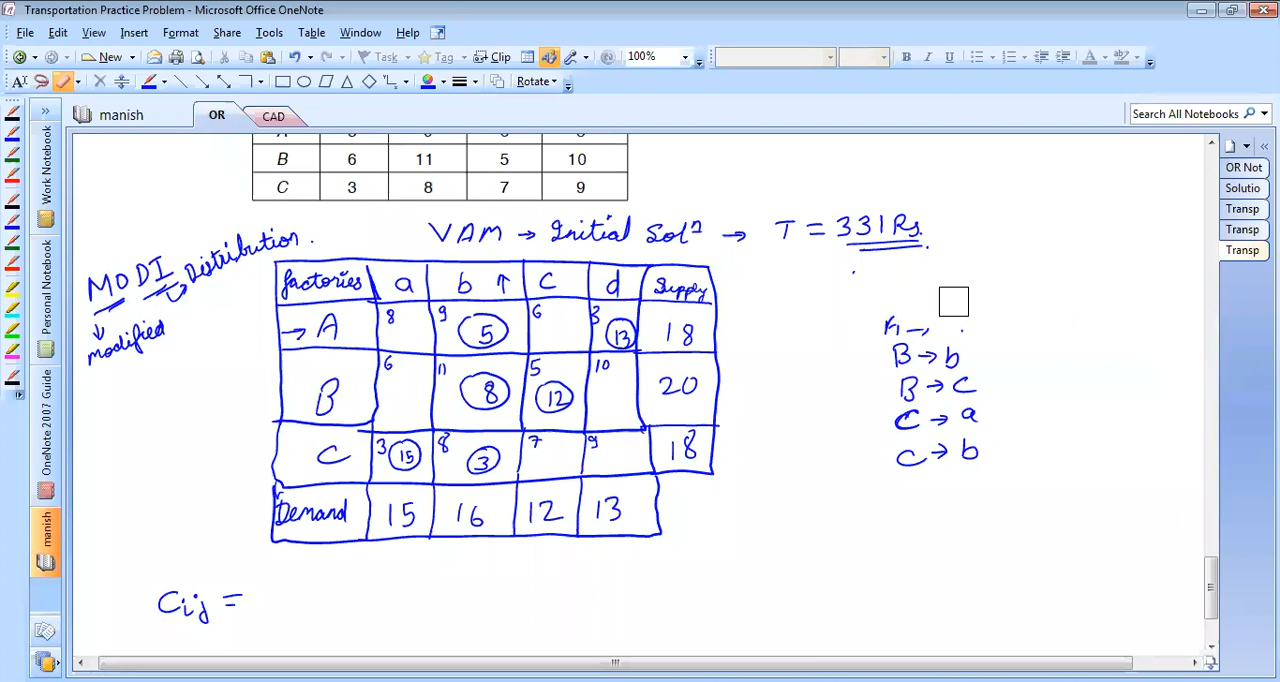 Transportation Practice Problem - Microsoft Office OneNote
File Edit View Insert Format Share Tools Table Window Help
New Task Tag Clip 100%
Rotate
manish OR CAD
Search All Notebooks
Work Notebook
Personal Notebook
OneNote 2007 Guide
manish
OR Not
Solutio
Transp
Transp
Transp
B 6 11 5 10
C 3 8 7 9
VAM → Initial Solⁿ → T = 331 Rs.
MODI Distribution.
modified
factories a b ↑ c d Supply
→ A 8 9 5 6 3 13 18
B 6 11 8 5 12 10 20
C 3 15 8 3 7 9 18
Demand 15 16 12 13
B → b
B → c
C → a
C → b
Cij =